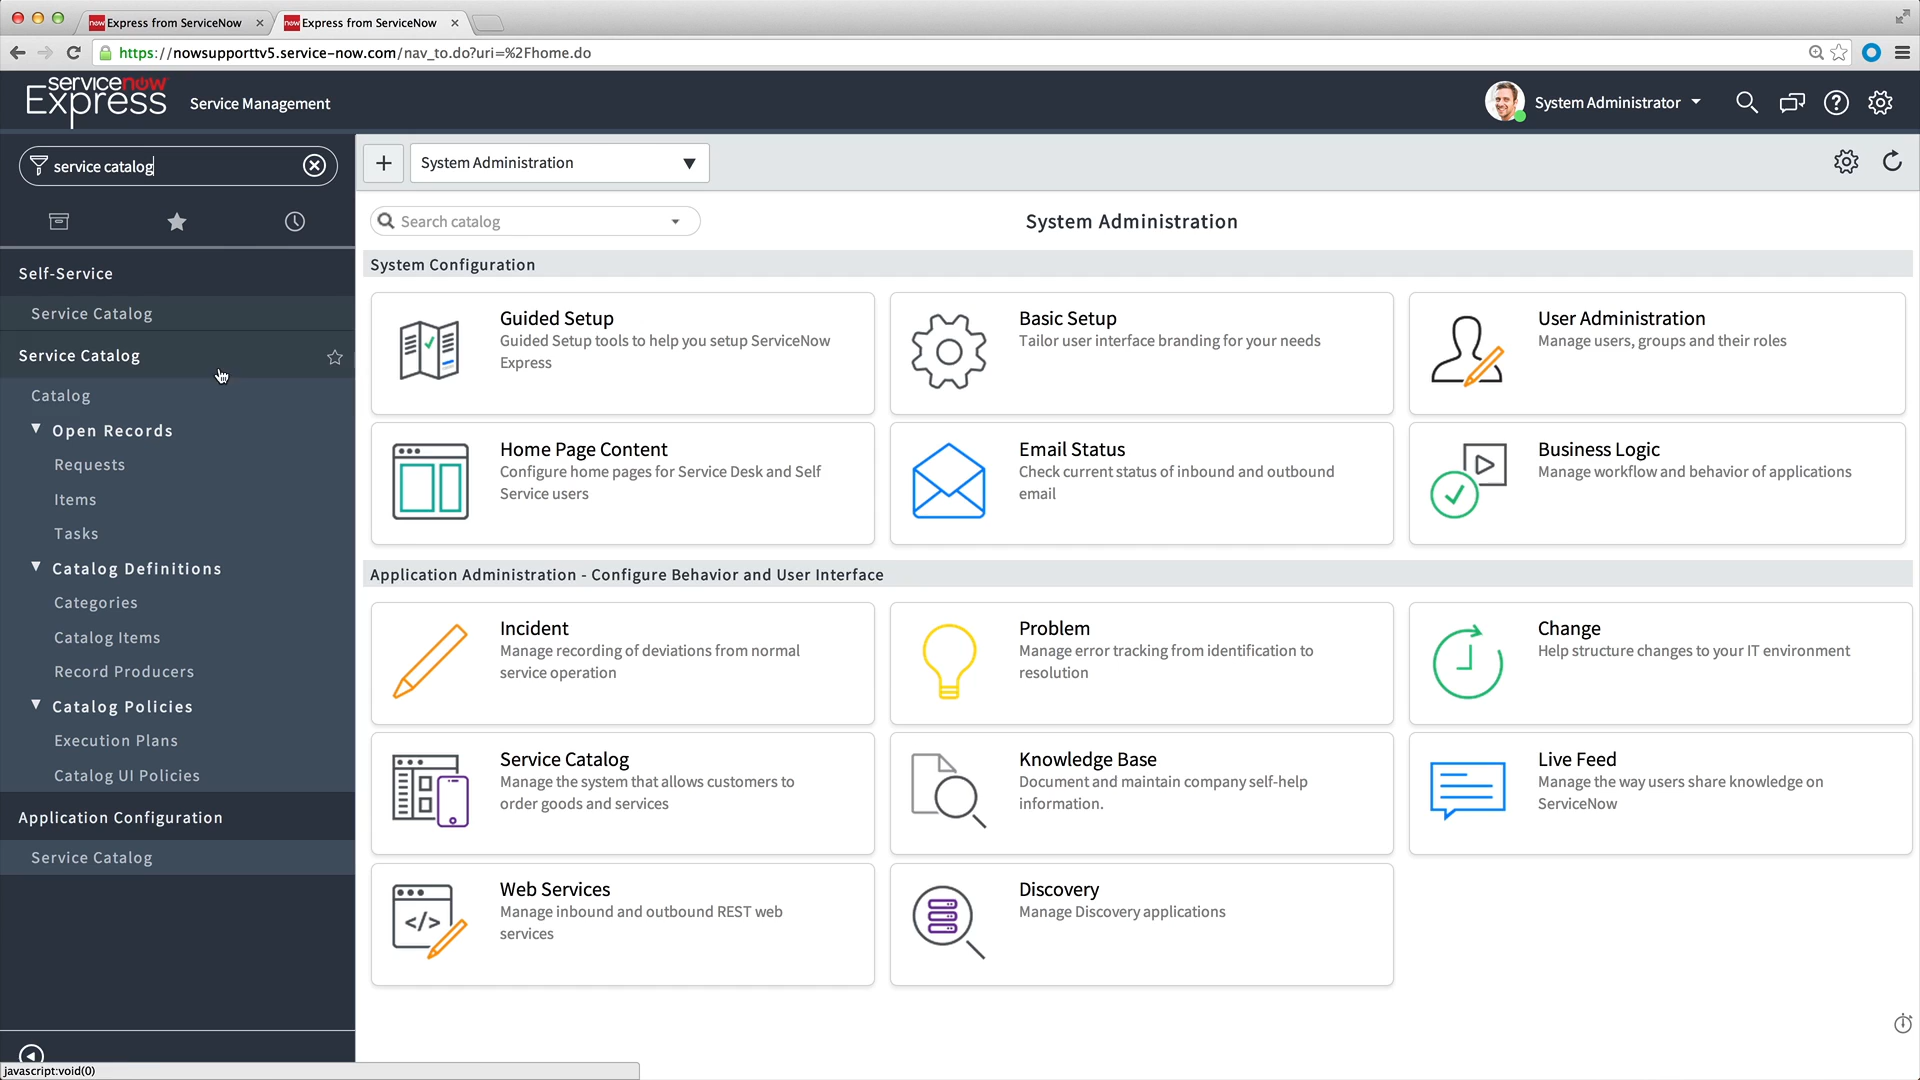 now Express from ServiceNow
now Express from ServiceNow
https://nowsupporttv5.service-now.com/nav_to.do?uri=%2Fhome.do
servicenow
Express
Service Management
System Administrator
service catalog
System Administration
Search catalog
System Administration
Self-Service
Service Catalog
Service Catalog
Catalog
Open Records
Requests
Items
Tasks
Catalog Definitions
Categories
Catalog Items
Record Producers
Catalog Policies
Execution Plans
Catalog UI Policies
Application Configuration
Service Catalog
System Configuration
Guided Setup
Guided Setup tools to help you setup ServiceNow
Express
Basic Setup
Tailor user interface branding for your needs
User Administration
Manage users, groups and their roles
Home Page Content
Configure home pages for Service Desk and Self
Service users
Email Status
Check current status of inbound and outbound
email
Business Logic
Manage workflow and behavior of applications
Application Administration - Configure Behavior and User Interface
Incident
Manage recording of deviations from normal
service operation
Problem
Manage error tracking from identification to
resolution
Change
Help structure changes to your IT environment
Service Catalog
Manage the system that allows customers to
order goods and services
Knowledge Base
Document and maintain company self-help
information.
Live Feed
Manage the way users share knowledge on
ServiceNow
Web Services
Manage inbound and outbound REST web
services
Discovery
Manage Discovery applications
javascript:void(0)